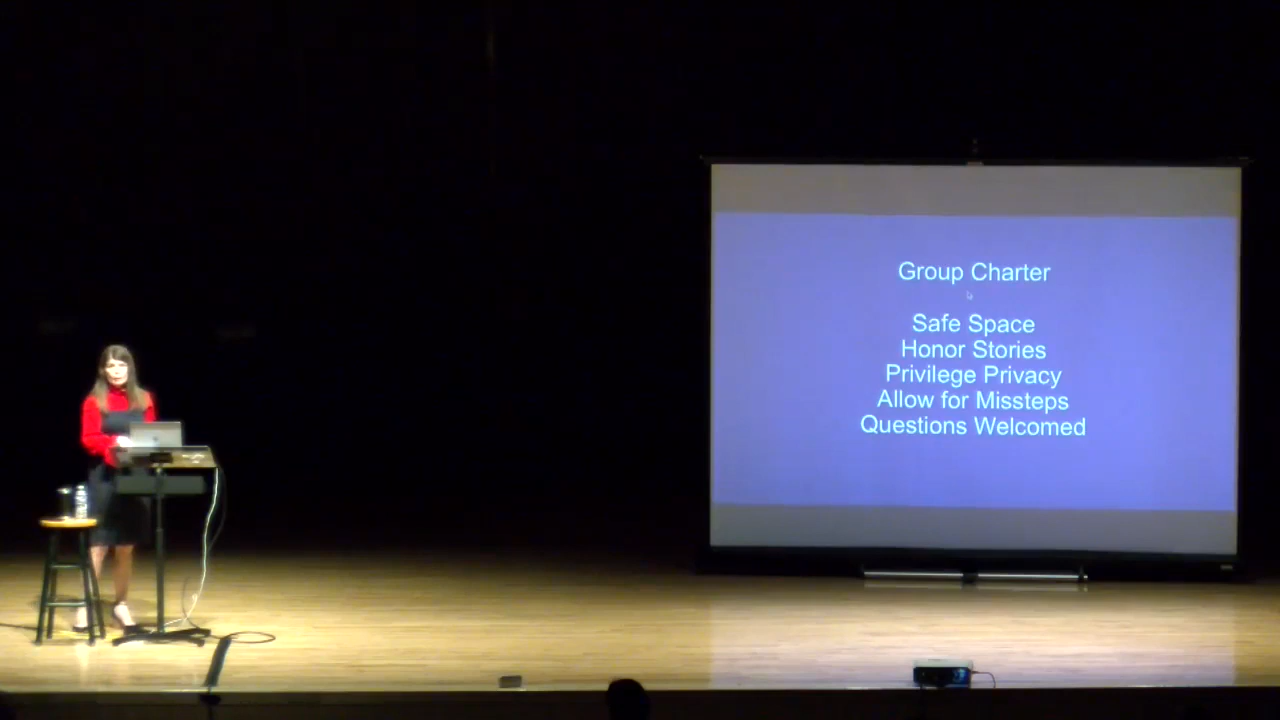 Group Charter
Safe Space
Honor Stories
Privilege Privacy
Allow for Missteps
Questions Welcomed